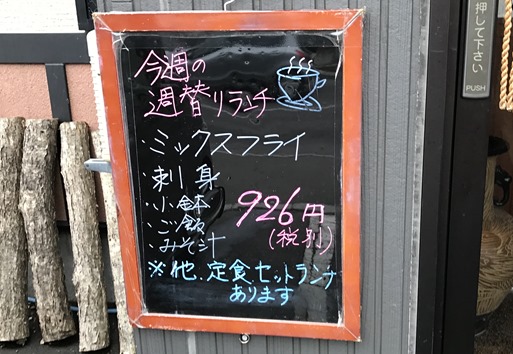 今週の
週替りランチ
・ミックスフライ
・刺身
・小鉢
・ご飯
・みそ汁
926円
(税別)
※他、定食セットランチ
あります
押して下さい
PUSH